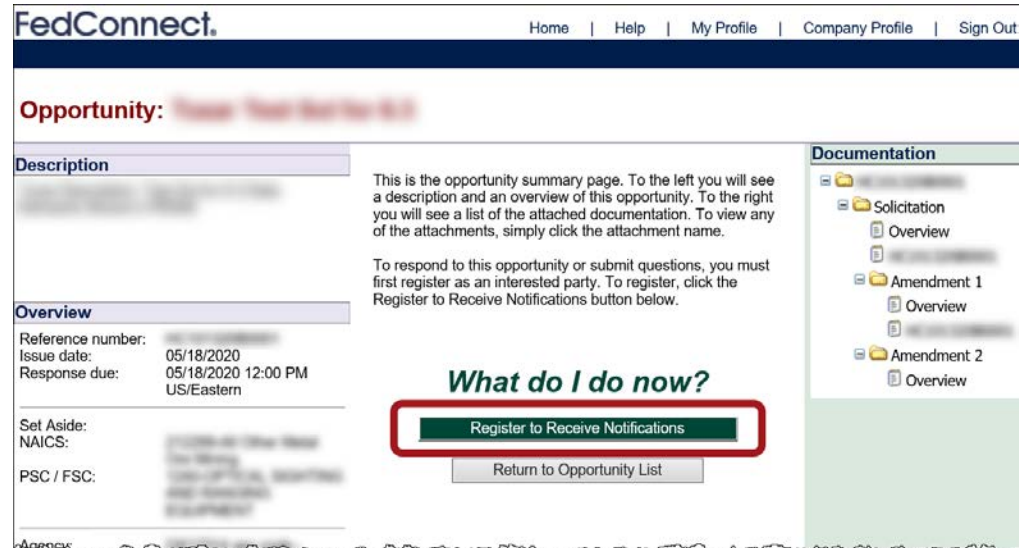 FedConnect.
Home | Help | My Profile | Company Profile | Sign Out
Opportunity:
Description
This is the opportunity summary page. To the left you will see
a description and an overview of this opportunity. To the right
you will see a list of the attached documentation. To view any
of the attachments, simply click the attachment name.
To respond to this opportunity or submit questions, you must
first register as an interested party. To register, click the
Register to Receive Notifications button below.
Overview
Reference number:
Issue date: 05/18/2020
Response due: 05/18/2020 12:00 PM
US/Eastern
Set Aside:
NAICS:
PSC / FSC:
What do I do now?
Register to Receive Notifications
Return to Opportunity List
Documentation
Solicitation
Overview
Amendment 1
Overview
Amendment 2
Overview